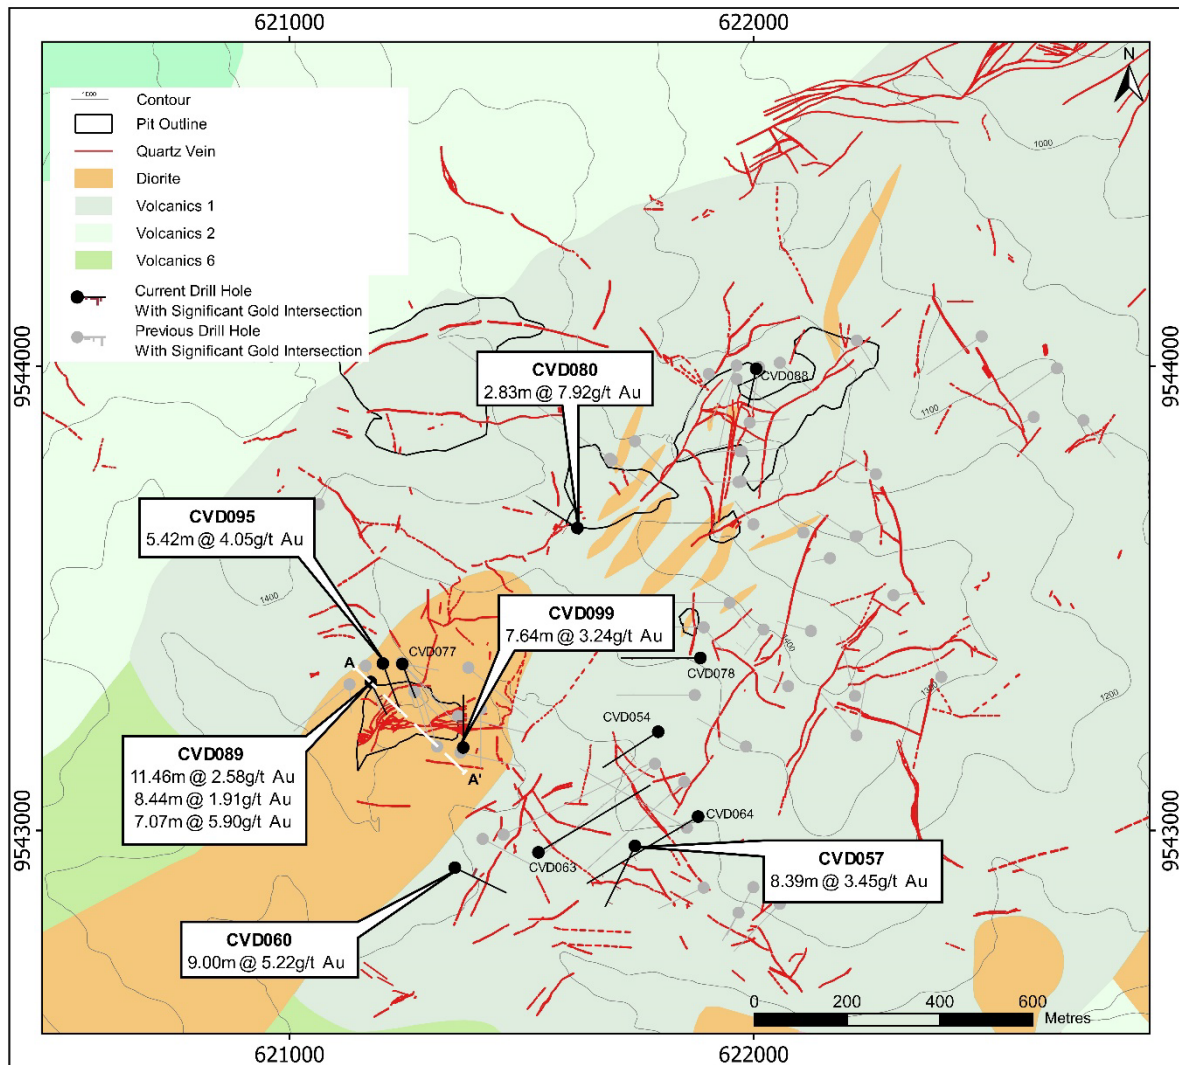 621000
622000
N
1000
Contour
Pit Outline
Quartz Vein
Diorite
Volcanics 1
Volcanics 2
Volcanics 6
Current Drill Hole
With Significant Gold Intersection
Previous Drill Hole
With Significant Gold Intersection
1000
9544000
9544000
CVD080
2.83m @ 7.92g/t Au
CVD088
1100
CVD095
5.42m @ 4.05g/t Au
1400
CVD099
7.64m @ 3.24g/t Au
CVD077
A
1400
CVD078
1300
1200
CVD054
CVD089
11.46m @ 2.58g/t Au
8.44m @ 1.91g/t Au
7.07m @ 5.90g/t Au
A'
9543000
9543000
CVD064
CVD063
CVD057
8.39m @ 3.45g/t Au
CVD060
9.00m @ 5.22g/t Au
0 200 400 600
Metres
621000
622000